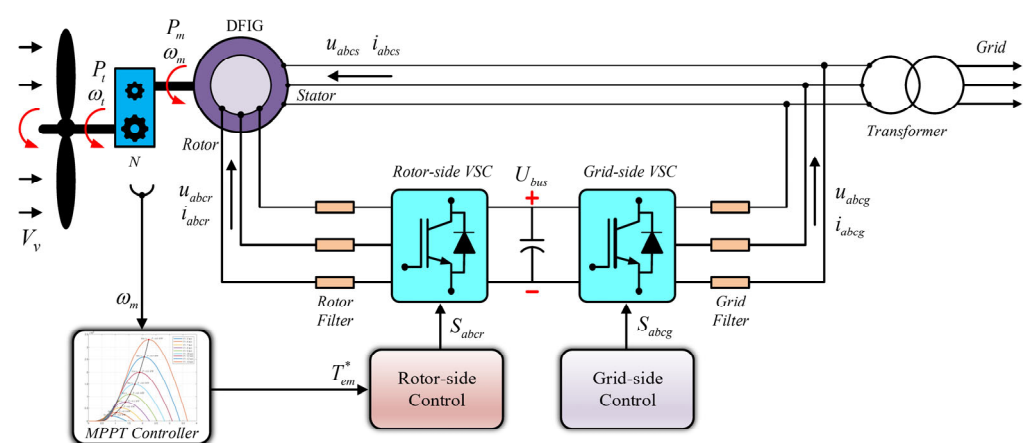 DFIG
P_m
ω_m
u_abcs i_abcs
Grid
P_t
ω_t
Stator
Transformer
Rotor
N
Rotor-side VSC
U_bus
Grid-side VSC
u_abcr
i_abcr
+
u_abcg
i_abcg
V_v
−
Rotor
Filter
Grid
Filter
ω_m
S_abcr
S_abcg
T*_em
Rotor-side
Control
Grid-side
Control
MPPT Controller